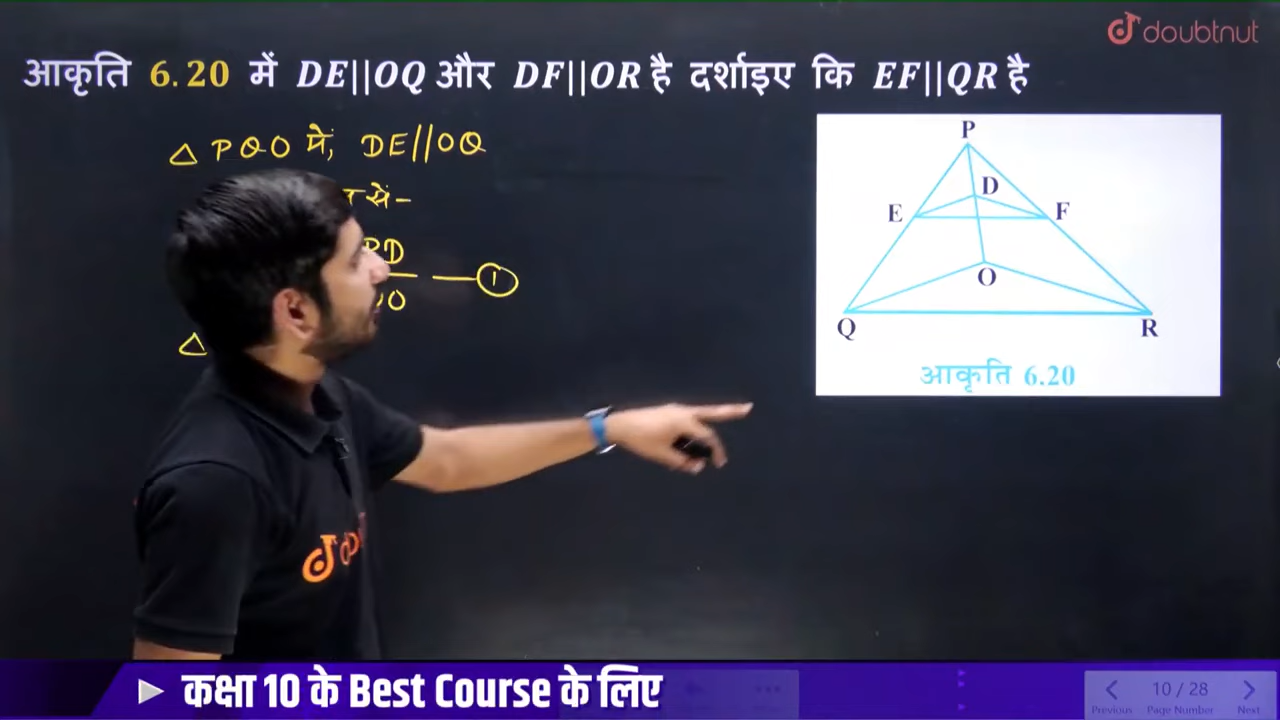 doubtnut
आकृति 6.20 में DE||OQ और DF||OR है दर्शाइए कि EF||QR है
△ PQO में, DE//OQ
से-
PD
— 1
△
P
D
E
F
O
Q
R
आकृति 6.20
कक्षा 10 के Best Course के लिए
10 / 28
Previous Page Number Next